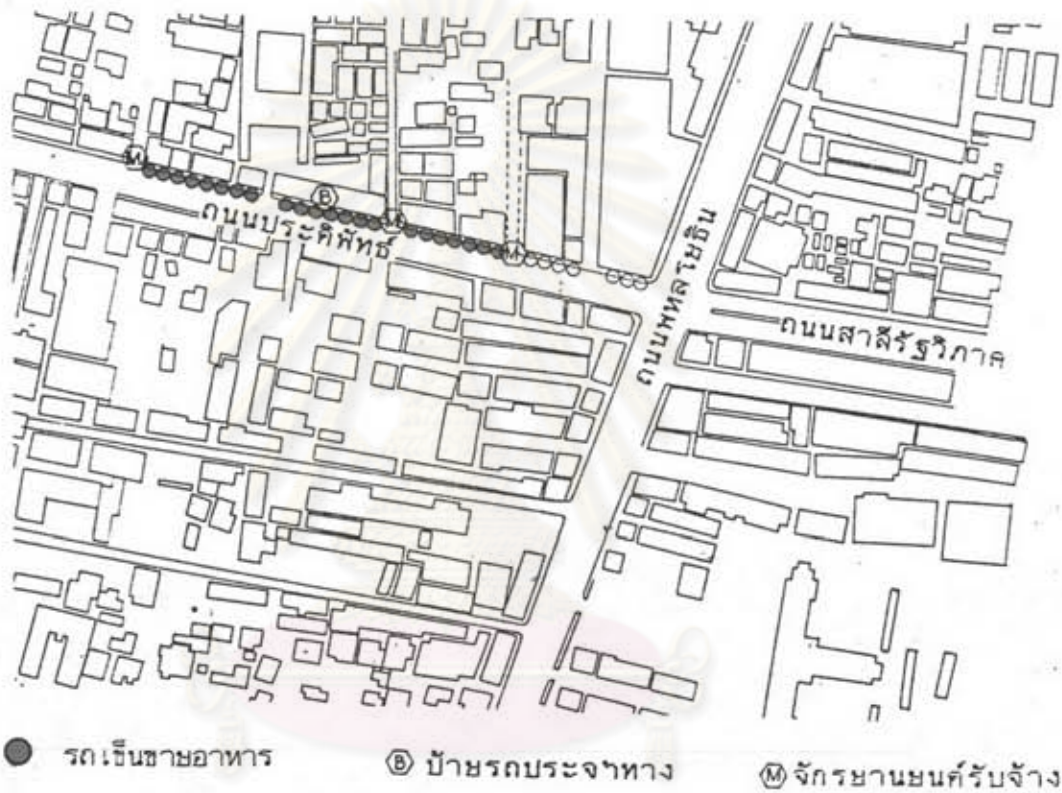 M
B
M
M
ถนนประดิพัทธ์
ถนนพหลโยธิน
ถนนสาลีรัฐวิภาค
รถเข็นขายอาหาร
B ป้ายรถประจำทาง
M จักรยานยนต์รับจ้าง